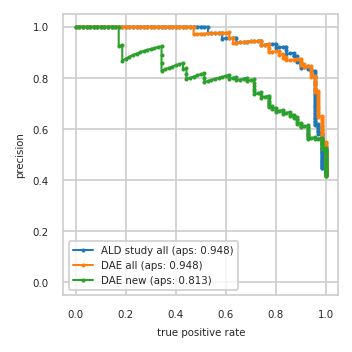 1.0
0.8
0.6
0.4
0.2
0.0
precision
ALD study all (aps: 0.948)
DAE all (aps: 0.948)
DAE new (aps: 0.813)
0.0 0.2 0.4 0.6 0.8 1.0
true positive rate